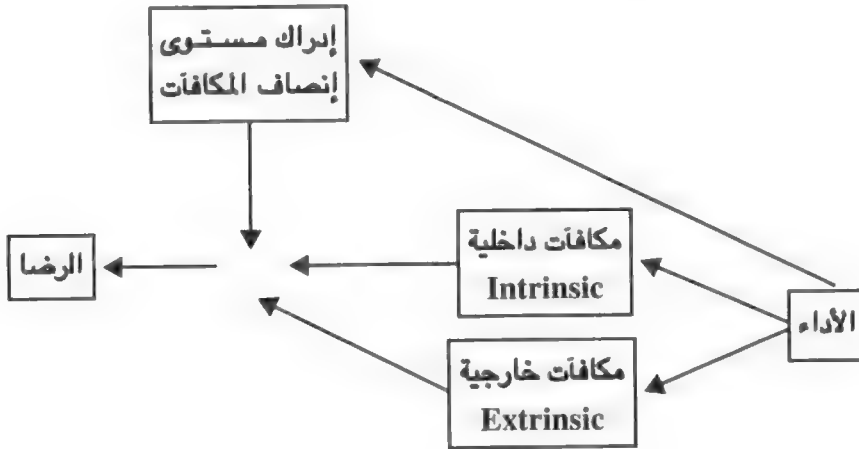 إدراك مستوى
إنصاف المكافآت
مكافآت داخلية
Intrinsic
الرضا
الأداء
مكافآت خارجية
Extrinsic